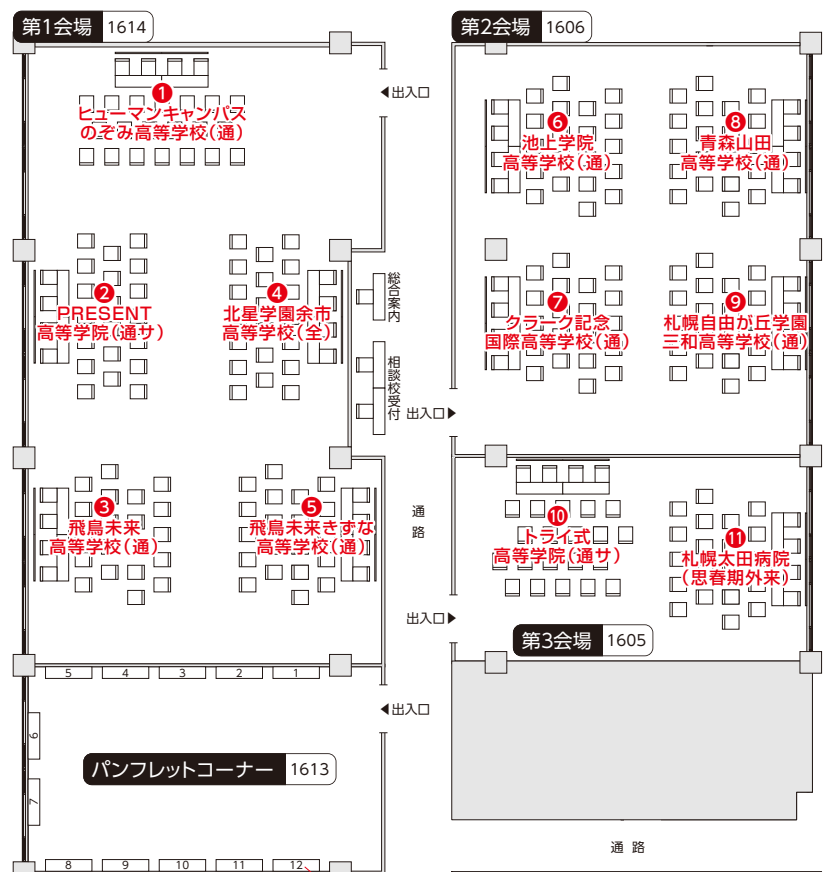 第1会場 1614
❶
ヒューマンキャンパス
のぞみ高等学校(通)
◀出入口
❷
PRESENT
高等学院(通サ)
❹
北星学園余市
高等学校(全)
総合案内
相談校受付
❸
飛鳥未来
高等学校(通)
❺
飛鳥未来きずな
高等学校(通)
通路
第2会場 1606
❻
池上学院
高等学校(通)
❽
青森山田
高等学校(通)
❼
クラーク記念
国際高等学校(通)
❾
札幌自由が丘学園
三和高等学校(通)
出入口▶
❿
トライ式
高等学院(通サ)
⓫
札幌太田病院
(思春期外来)
出入口▶
第3会場 1605
5 4 3 2 1
◀出入口
6
7
パンフレットコーナー 1613
8 9 10 11 12
通路